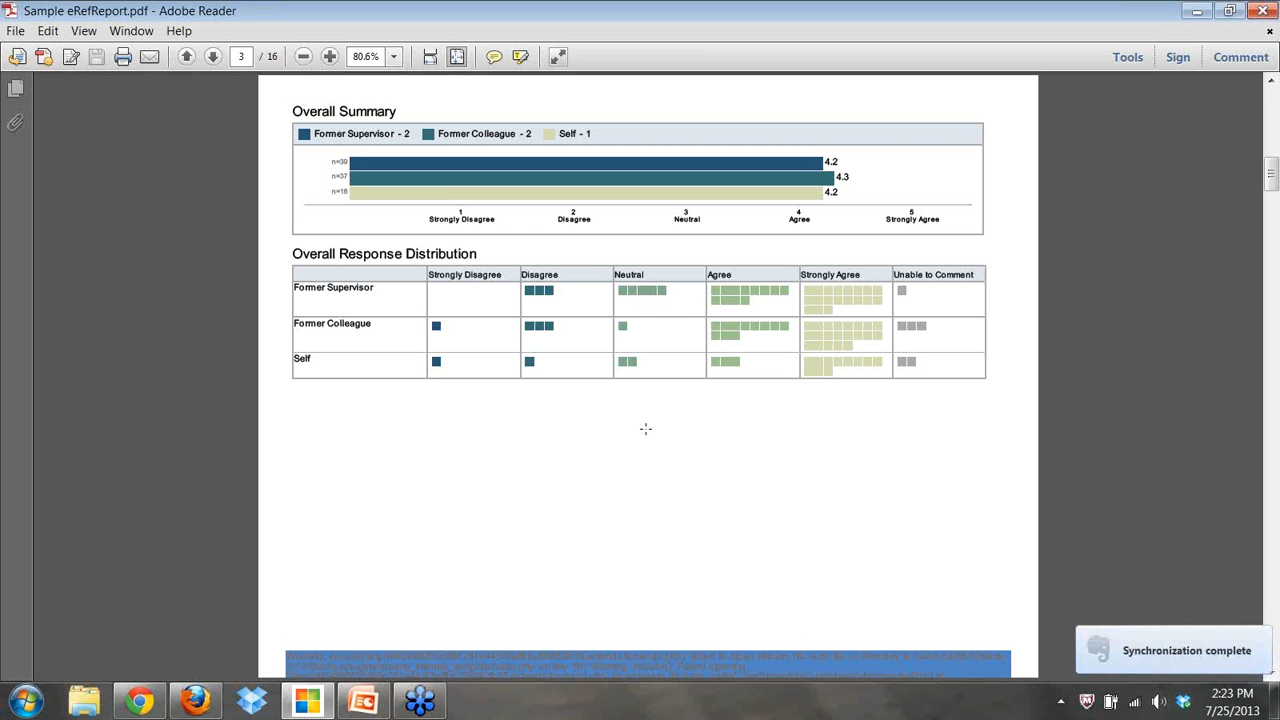 Sample eRefReport.pdf - Adobe Reader
File Edit View Window Help
3 / 16 80.6% Tools Sign Comment
Overall Summary
Former Supervisor - 2 Former Colleague - 2 Self - 1
n=39 4.2
n=37 4.3
n=18 4.2
1 2 3 4 5
Strongly Disagree Disagree Neutral Agree Strongly Agree
Overall Response Distribution
Strongly Disagree Disagree Neutral Agree Strongly Agree Unable to Comment
Former Supervisor
Former Colleague
Self
Synchronization complete
2:23 PM
7/25/2013